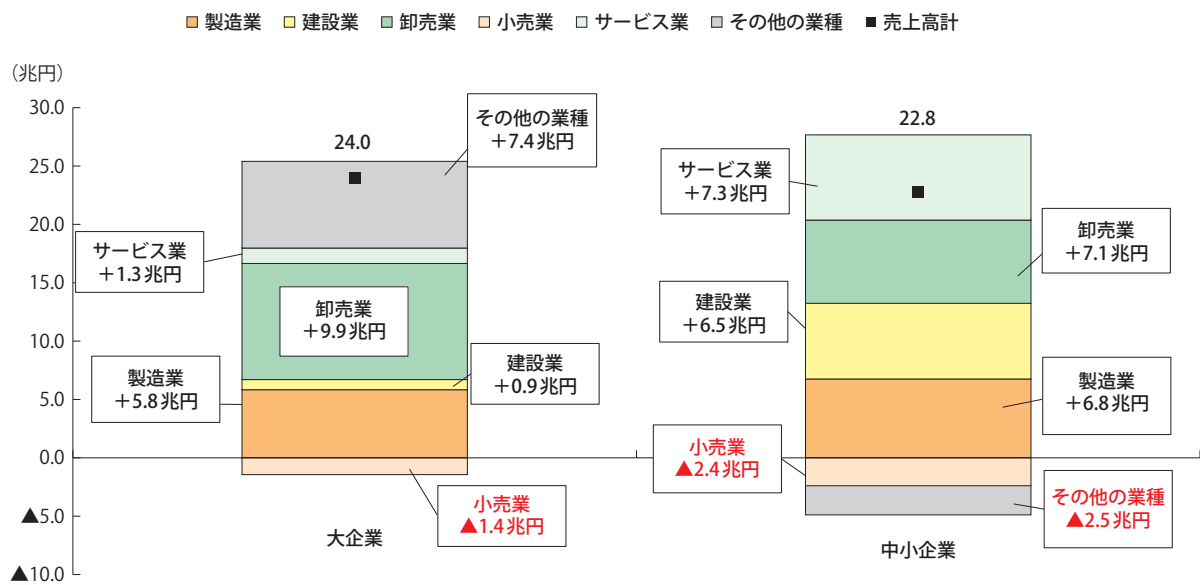 製造業 建設業 卸売業 小売業 サービス業 その他の業種 ■ 売上高計
（兆円）
30.0
25.0
20.0
15.0
10.0
5.0
0.0
▲5.0
▲10.0
24.0
その他の業種
＋7.4兆円
サービス業
＋1.3兆円
卸売業
＋9.9兆円
建設業
＋0.9兆円
製造業
＋5.8兆円
小売業
▲1.4兆円
大企業
22.8
サービス業
＋7.3兆円
卸売業
＋7.1兆円
建設業
＋6.5兆円
製造業
＋6.8兆円
小売業
▲2.4兆円
その他の業種
▲2.5兆円
中小企業